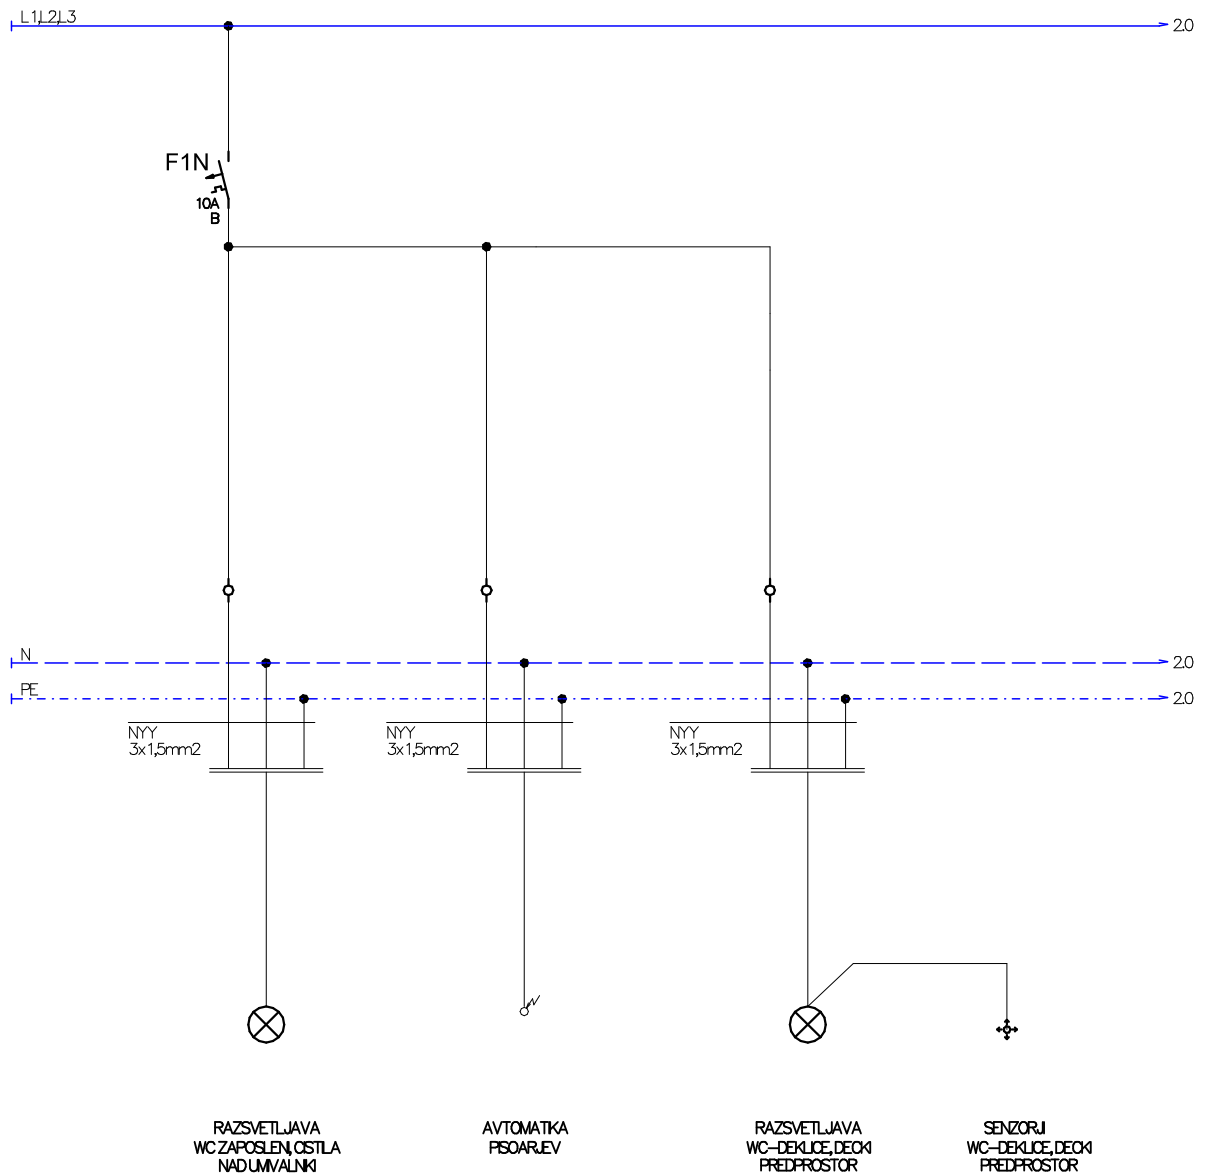 L1,L2,L3
2.0
F1N
10A
B
N
2.0
PE
2.0
NYY
3x1,5mm2
NYY
3x1,5mm2
NYY
3x1,5mm2
RAZSVETLJAVA
WC ZAPOSLENI, CISTILA
NAD UMIVALNIKI
AVTOMATIKA
PISOARJEV
RAZSVETLJAVA
WC-DEKLICE, DECKI
PREDPROSTOR
SENZORJI
WC-DEKLICE, DECKI
PREDPROSTOR